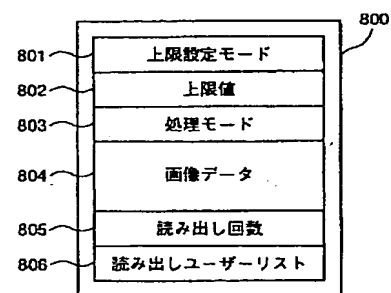 800
801 上限設定モード
802 上限値
803 処理モード
804 画像データ
805 読み出し回数
806 読み出しユーザーリスト